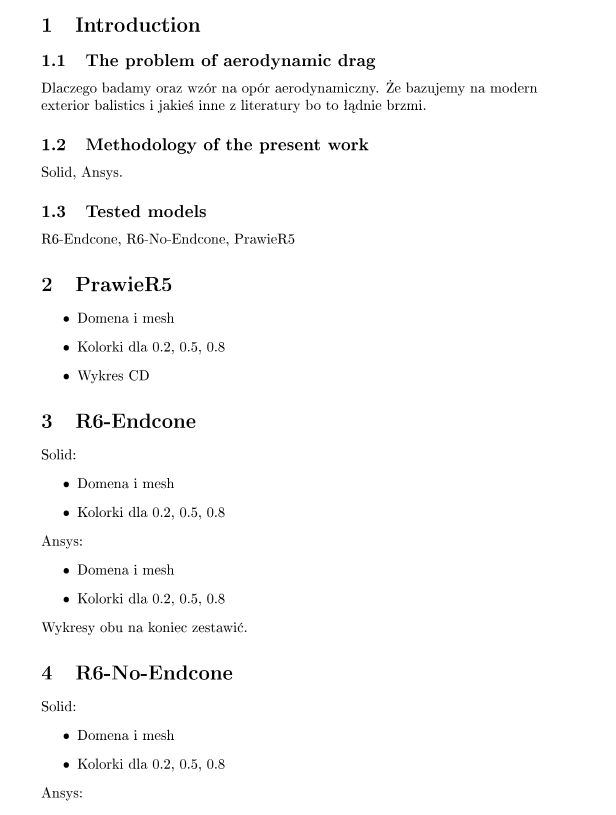 1 Introduction
1.1 The problem of aerodynamic drag
Dlaczego badamy oraz wzór na opór aerodynamiczny. Że bazujemy na modern
exterior balistics i jakieś inne z literatury bo to łądnie brzmi.
1.2 Methodology of the present work
Solid, Ansys.
1.3 Tested models
R6-Endcone, R6-No-Endcone, PrawieR5
2 PrawieR5
• Domena i mesh
• Kolorki dla 0.2, 0.5, 0.8
• Wykres CD
3 R6-Endcone
Solid:
• Domena i mesh
• Kolorki dla 0.2, 0.5, 0.8
Ansys:
• Domena i mesh
• Kolorki dla 0.2, 0.5, 0.8
Wykresy obu na koniec zestawić.
4 R6-No-Endcone
Solid:
• Domena i mesh
• Kolorki dla 0.2, 0.5, 0.8
Ansys: